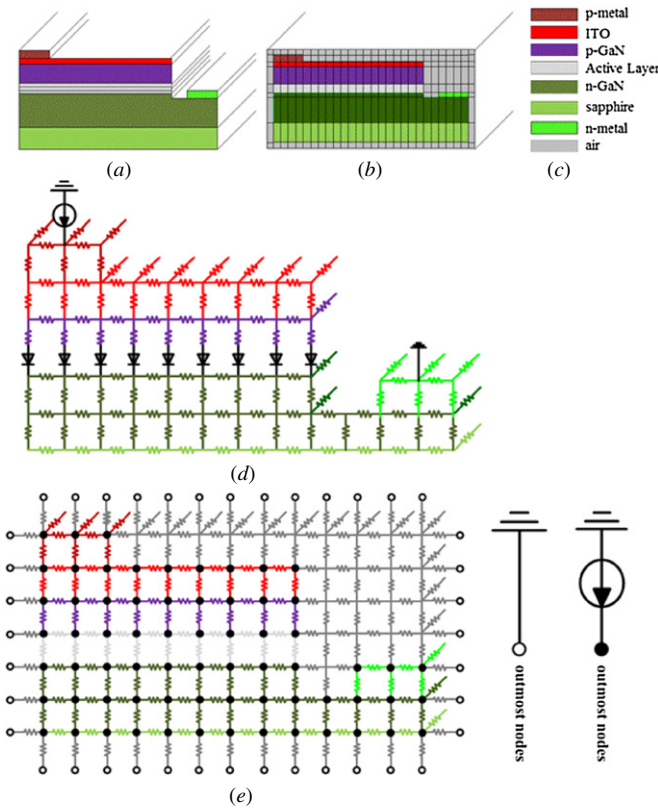 p-metal
ITO
p-GaN
Active Layer
n-GaN
sapphire
n-metal
air
(a)
(b)
(c)
(d)
(e)
outmost nodes
outmost nodes